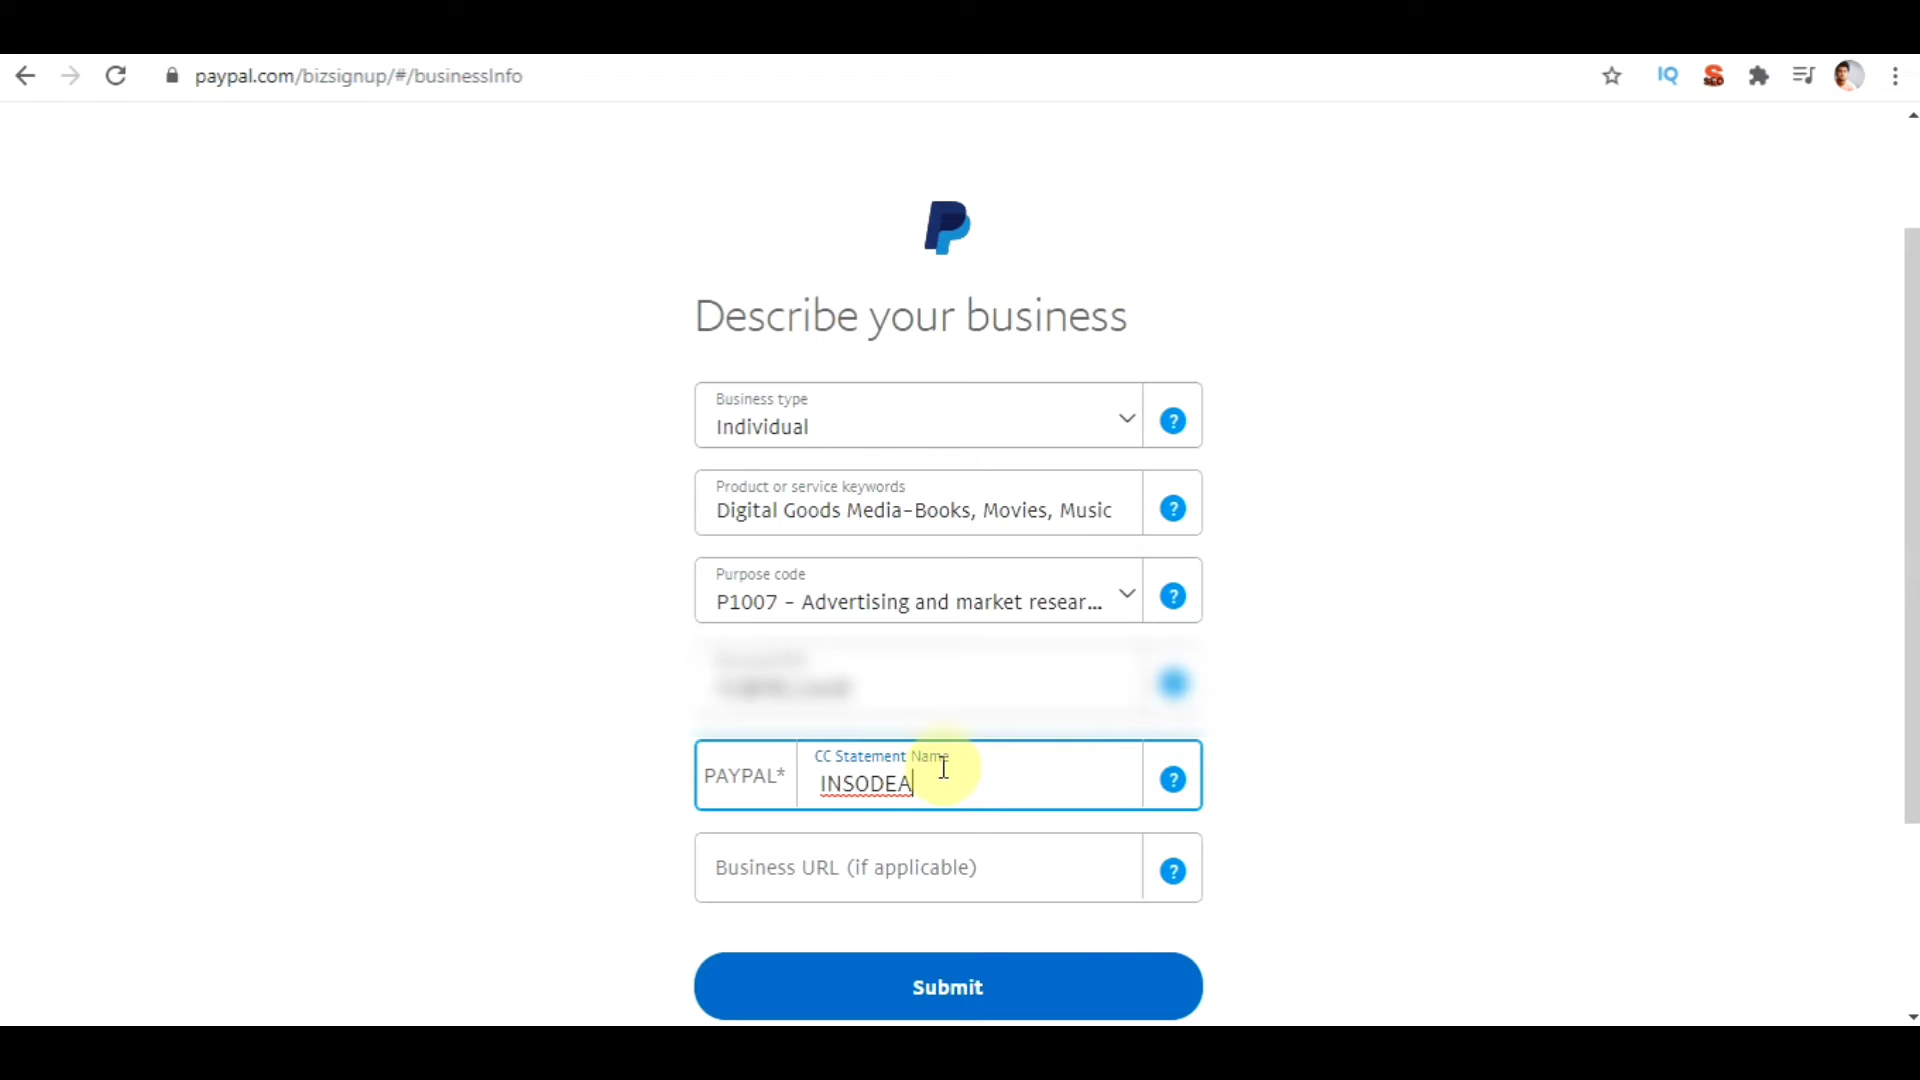 paypal.com/bizsignup/#/businessInfo
IQ
SEO
Describe your business
Business type
Individual
?
Product or service keywords
Digital Goods Media-Books, Movies, Music
?
Purpose code
P1007 - Advertising and market resear...
?
PAYPAL*
CC Statement Name
INSODEA
?
Business URL (if applicable)
?
Submit